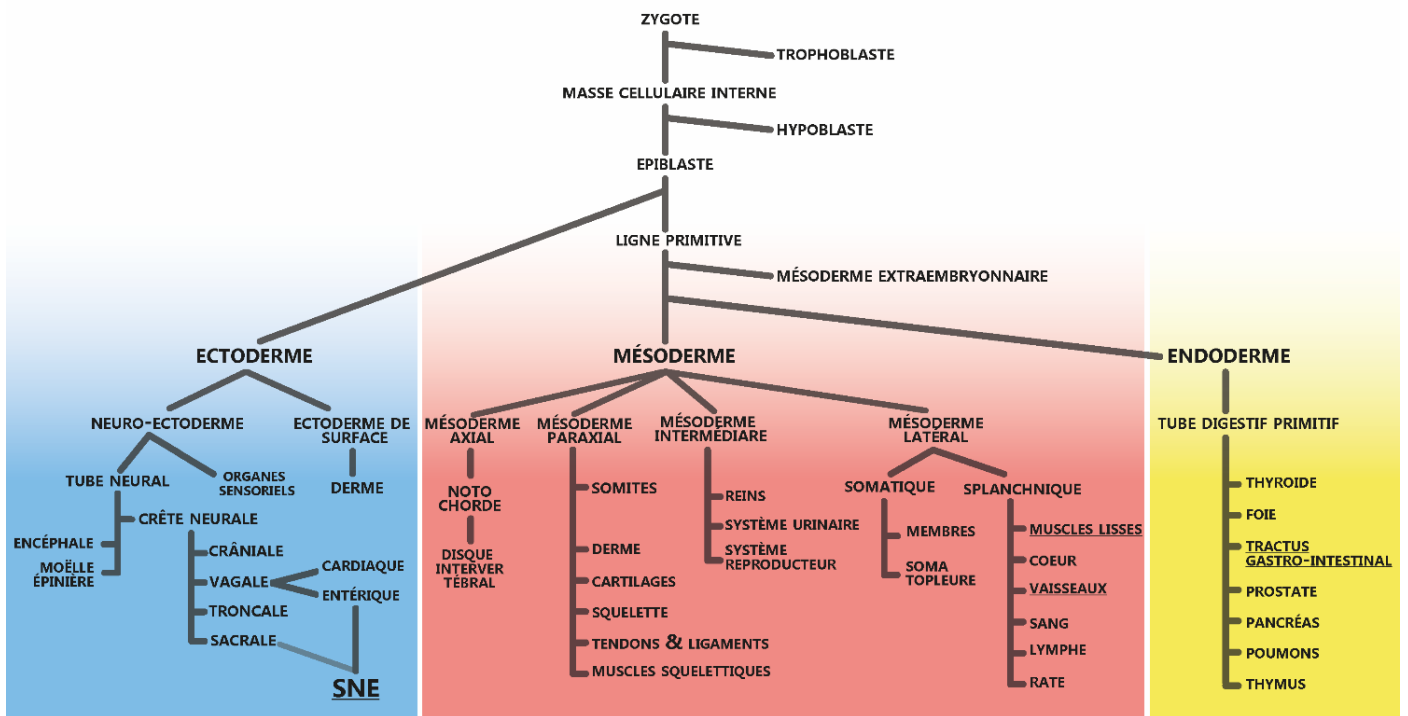 ZYGOTE
TROPHOBLASTE
MASSE CELLULAIRE INTERNE
HYPOBLASTE
EPIBLASTE
LIGNE PRIMITIVE
MÉSODERME EXTRAEMBRYONNAIRE
ECTODERME
MÉSODERME
ENDODERME
NEURO-ECTODERME
ECTODERME DE
SURFACE
TUBE NEURAL
ORGANES
SENSORIELS
DERME
CRÊTE NEURALE
ENCÉPHALE
MOËLLE
ÉPINIÈRE
CRÂNIALE
VAGALE
TRONCALE
SACRALE
CARDIAQUE
ENTÉRIQUE
SNE
MÉSODERME
AXIAL
NOTO
CHORDE
DISQUE
INTERVER
TÉBRAL
MÉSODERME
PARAXIAL
SOMITES
DERME
CARTILAGES
SQUELETTE
TENDONS & LIGAMENTS
MUSCLES SQUELETTIQUES
MÉSODERME
INTERMÉDIARE
REINS
SYSTÈME URINAIRE
SYSTÈME
REPRODUCTEUR
MÉSODERME
LATÉRAL
SOMATIQUE
MEMBRES
SOMA
TOPLEURE
SPLANCHNIQUE
MUSCLES LISSES
COEUR
VAISSEAUX
SANG
LYMPHE
RATE
TUBE DIGESTIF PRIMITIF
THYROIDE
FOIE
TRACTUS
GASTRO-INTESTINAL
PROSTATE
PANCRÉAS
POUMONS
THYMUS